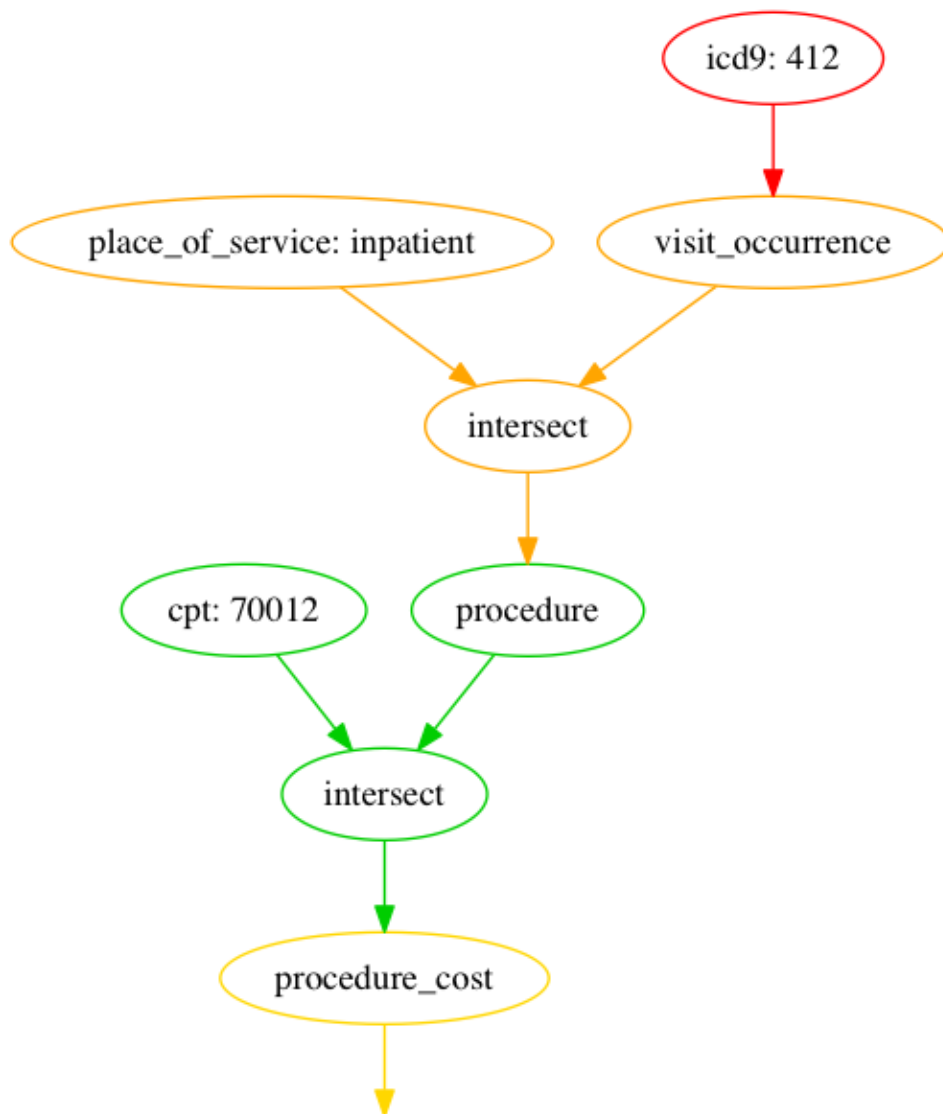 icd9: 412
place_of_service: inpatient
visit_occurrence
intersect
cpt: 70012
procedure
intersect
procedure_cost